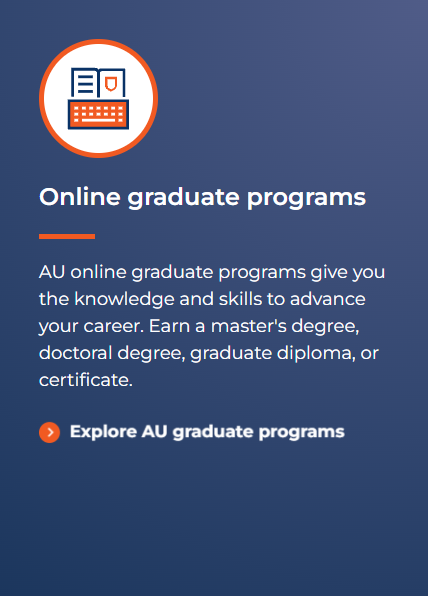 Online graduate programs
AU online graduate programs give you
the knowledge and skills to advance
your career. Earn a master's degree,
doctoral degree, graduate diploma, or
certificate.
Explore AU graduate programs